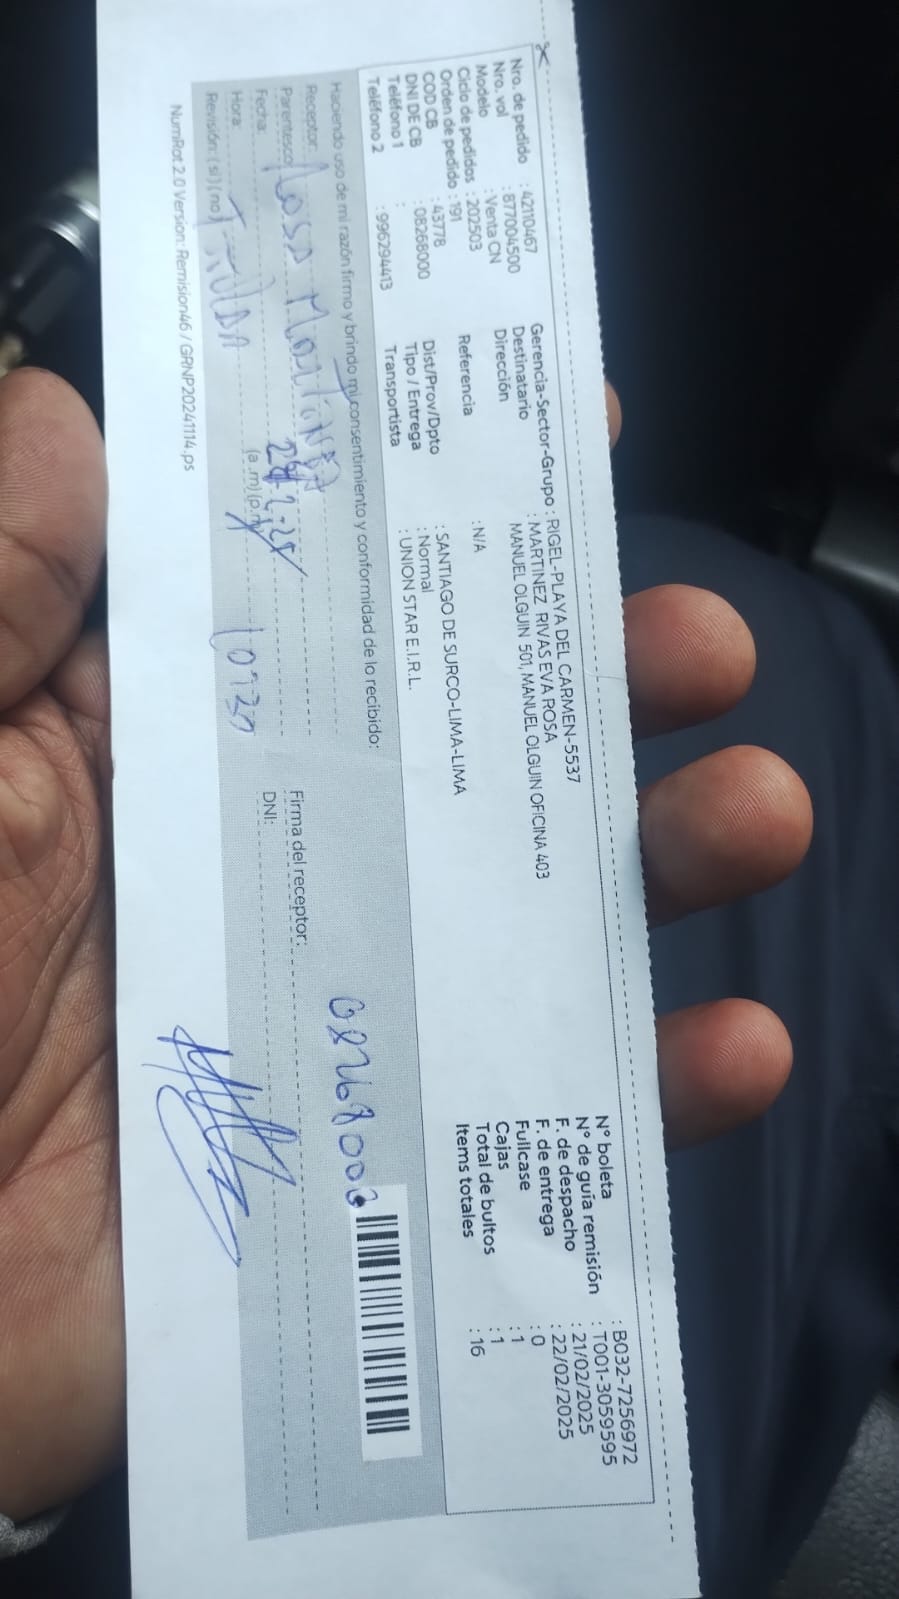 Nro. de pedido : 42110467
Nro. vol : 877004500
Modelo : Venta CN
Ciclo de pedidos : 202503
Orden de pedido : 191
COD CB : 43778
DNI DE CB : 08268000
Teléfono 1 :
Teléfono 2 : 996294413
Gerencia-Sector-Grupo : RIGEL-PLAYA DEL CARMEN-5537
Destinatario : MARTINEZ RIVAS EVA ROSA
Dirección : MANUEL OLGUIN 501, MANUEL OLGUIN OFICINA 403
Referencia : N/A
Dist/Prov/Dpto : SANTIAGO DE SURCO-LIMA-LIMA
Tipo / Entrega : Normal
Transportista : UNION STAR E.I.R.L.
N° boleta : B032-7256972
N° de guía remisión : T001-3059595
F. de despacho : 21/02/2025
F. de entrega : 22/02/2025
Fullcase : 0
Cajas : 1
Total de bultos : 1
Items totales : 16
Haciendo uso de mi razón firmo y brindo mi consentimiento y conformidad de lo recibido:
Receptor:
Parentesco:
Fecha:
Hora: (a.m) (p.m)
Revisión: ( si ) ( no )
TITULAR
Firma del receptor:
DNI:
08268000
NumRot 2.0 Version: Remision46 / GRNP20241114.ps